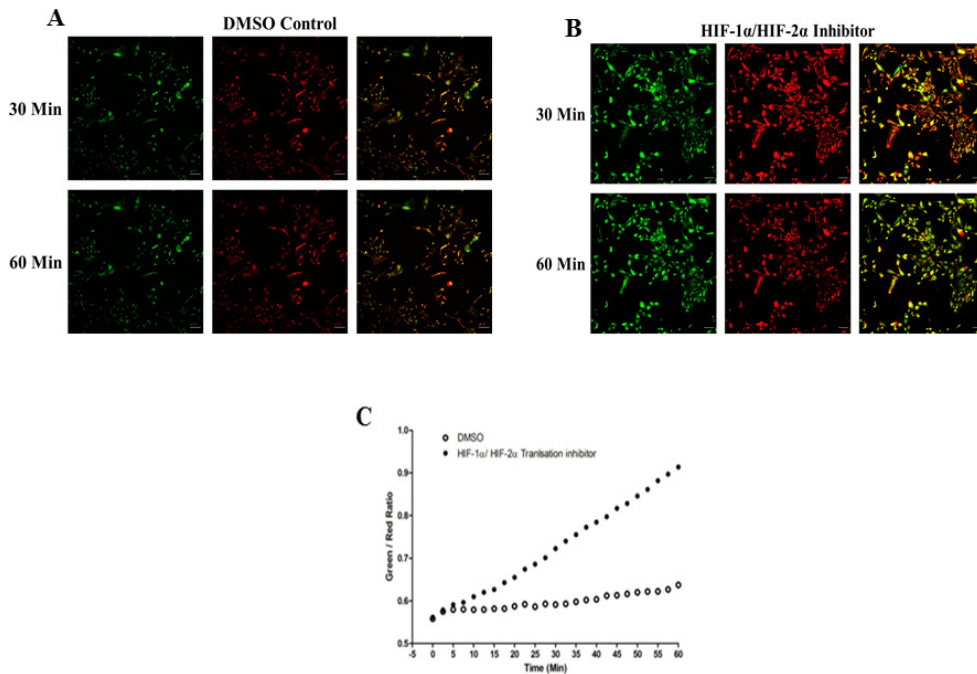 A
DMSO Control
30 Min
60 Min
B
HIF-1α/HIF-2α Inhibitor
30 Min
60 Min
C
DMSO
HIF-1α/ HIF-2α Tranlsation inhibitor
Green / Red Ratio
1.0
0.9
0.8
0.7
0.6
0.5
-5 0 5 10 15 20 25 30 35 40 45 50 55 60
Time (Min)